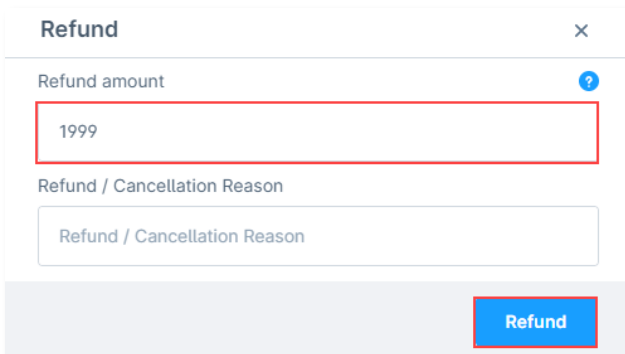 Refund
Refund amount
?
1999
Refund / Cancellation Reason
Refund / Cancellation Reason
Refund